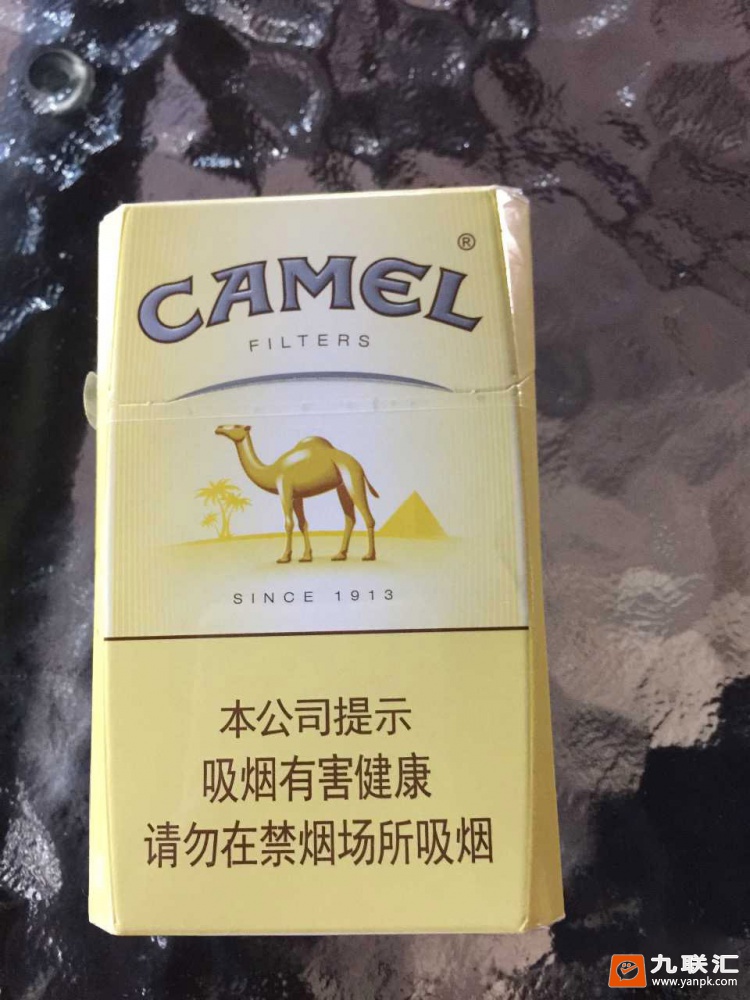 CAMEL®
FILTERS
SINCE 1913
本公司提示
吸烟有害健康
请勿在禁烟场所吸烟
九联汇
www.yanpk.com